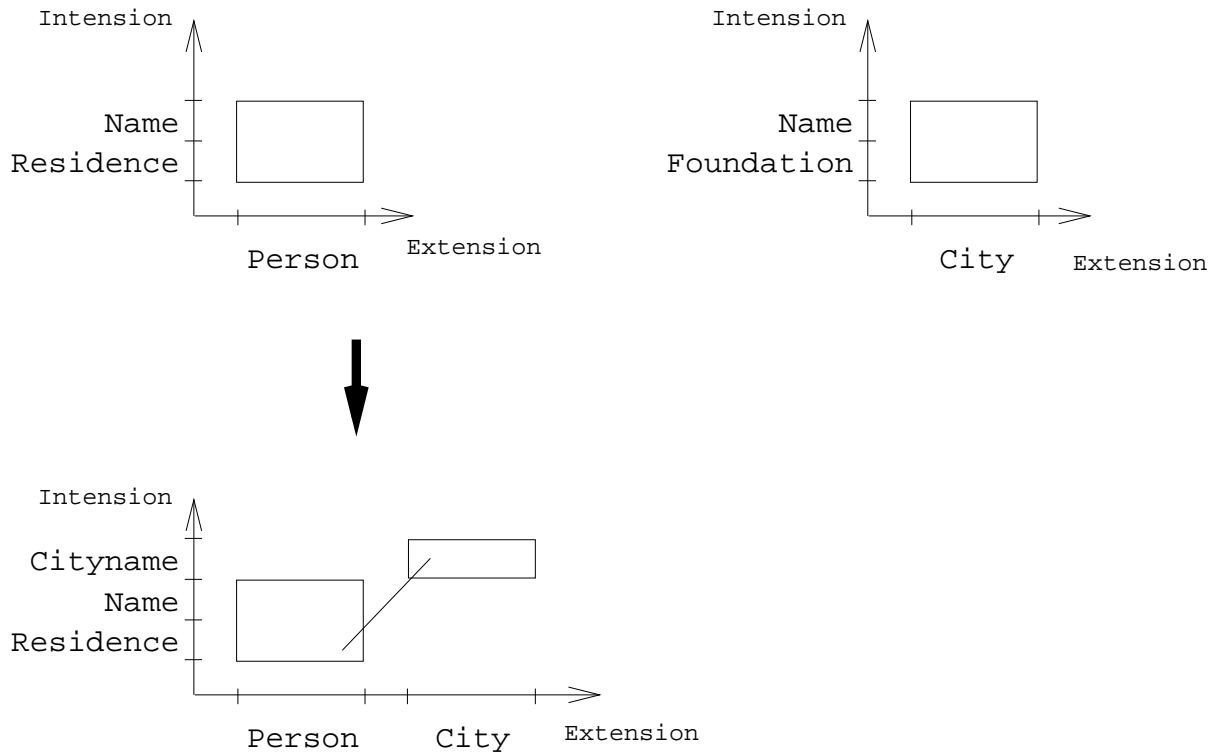 Intension
Name
Residence
Extension
Person
Intension
Name
Foundation
City
Extension
Intension
Cityname
Name
Residence
Person
City
Extension